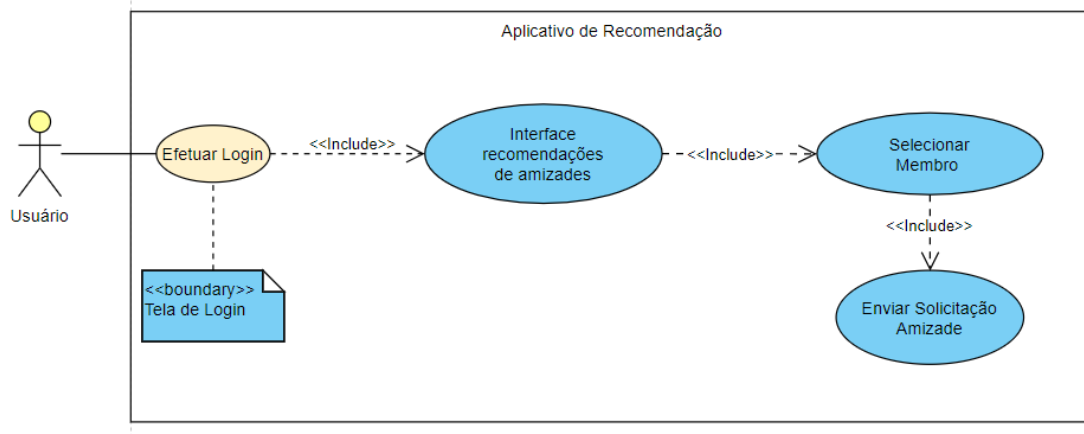 Aplicativo de Recomendação
Usuário
Efetuar Login
<<Include>>
Interface
recomendações
de amizades
<<Include>>
Selecionar
Membro
<<Include>>
Enviar Solicitação
Amizade
<<boundary>>
Tela de Login